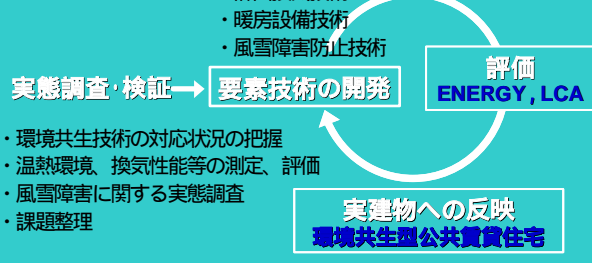 ・暖房設備技術
・風雪障害防止技術
実態調査・検証→
要素技術の開発
評価
ENERGY , LCA
・環境共生技術の対応状況の把握
・温熱環境、換気性能等の測定、評価
・風雪障害に関する実態調査
・課題整理
実建物への反映
環境共生型公共賃貸住宅